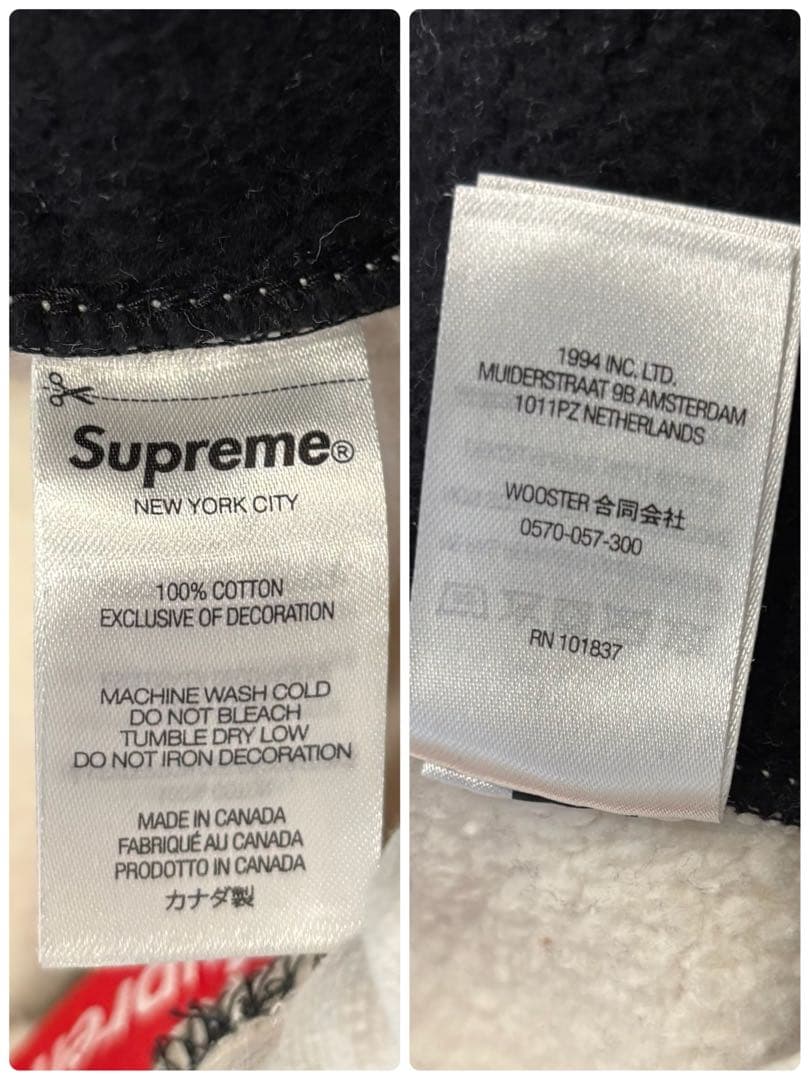 Supreme®
NEW YORK CITY
100% COTTON
EXCLUSIVE OF DECORATION
MACHINE WASH COLD
DO NOT BLEACH
TUMBLE DRY LOW
DO NOT IRON DECORATION
MADE IN CANADA
FABRIQUÉ AU CANADA
PRODOTTO IN CANADA
カナダ製
1994 INC. LTD.
MUIDERSTRAAT 9B AMSTERDAM
1011PZ NETHERLANDS
WOOSTER 合同会社
0570-057-300
RN 101837